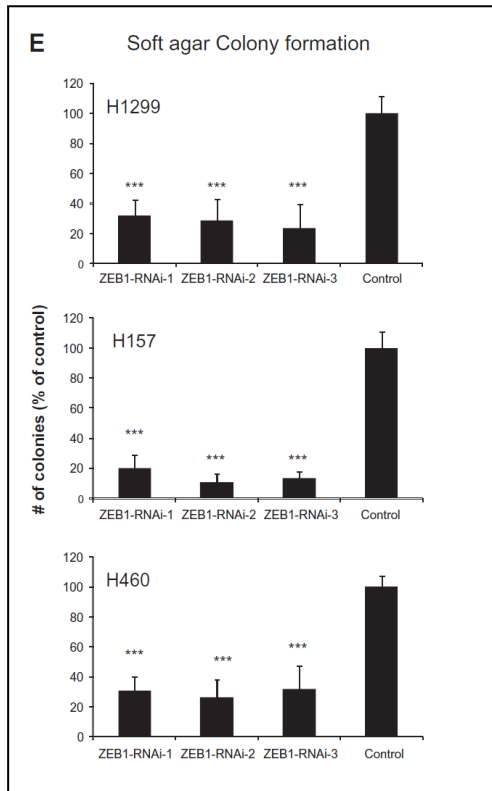 E
Soft agar Colony formation
# of colonies (% of control)
H1299
120
100
80
60
40
20
0
***
***
***
ZEB1-RNAi-1
ZEB1-RNAi-2
ZEB1-RNAi-3
Control
H157
120
100
80
60
40
20
0
***
***
***
ZEB1-RNAi-1
ZEB1-RNAi-2
ZEB1-RNAi-3
Control
H460
120
100
80
60
40
20
0
***
***
***
ZEB1-RNAi-1
ZEB1-RNAi-2
ZEB1-RNAi-3
Control